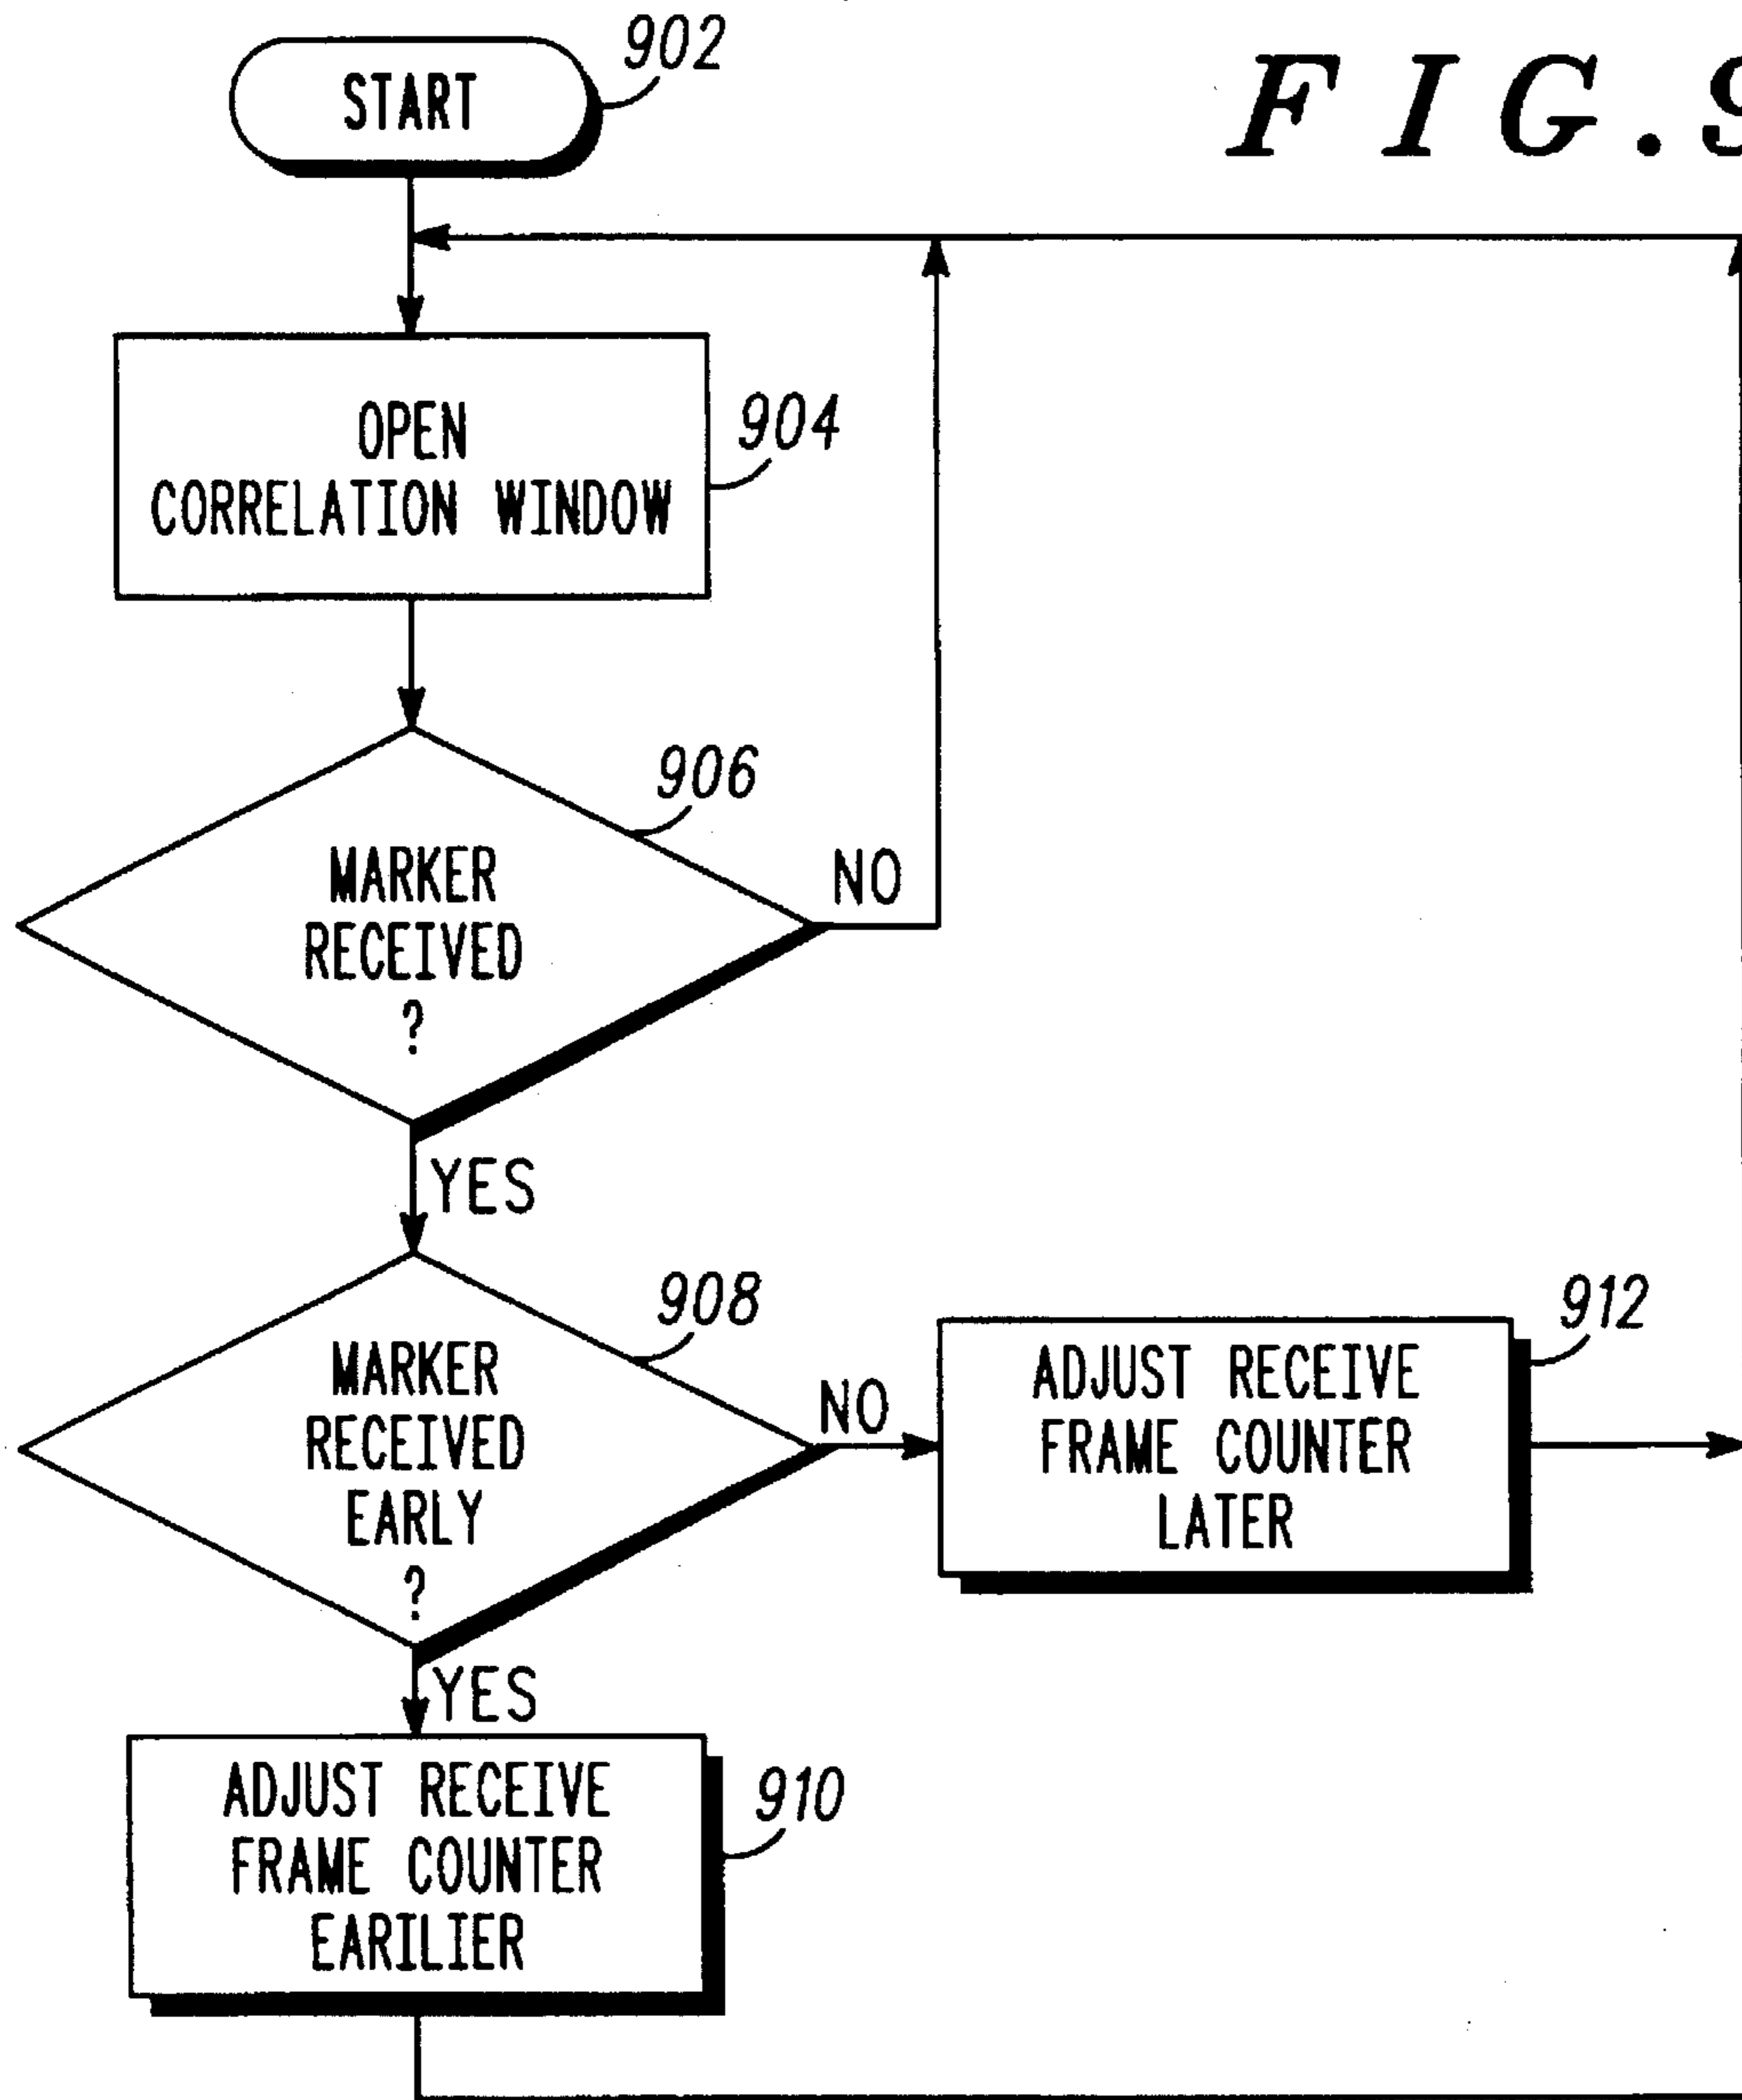 902
START
FIG.9
OPEN
CORRELATION WINDOW
904
906
MARKER
RECEIVED
?
NO
YES
908
MARKER
RECEIVED
EARLY
?
NO
912
ADJUST RECEIVE
FRAME COUNTER
LATER
YES
ADJUST RECEIVE
FRAME COUNTER
EARILIER
910